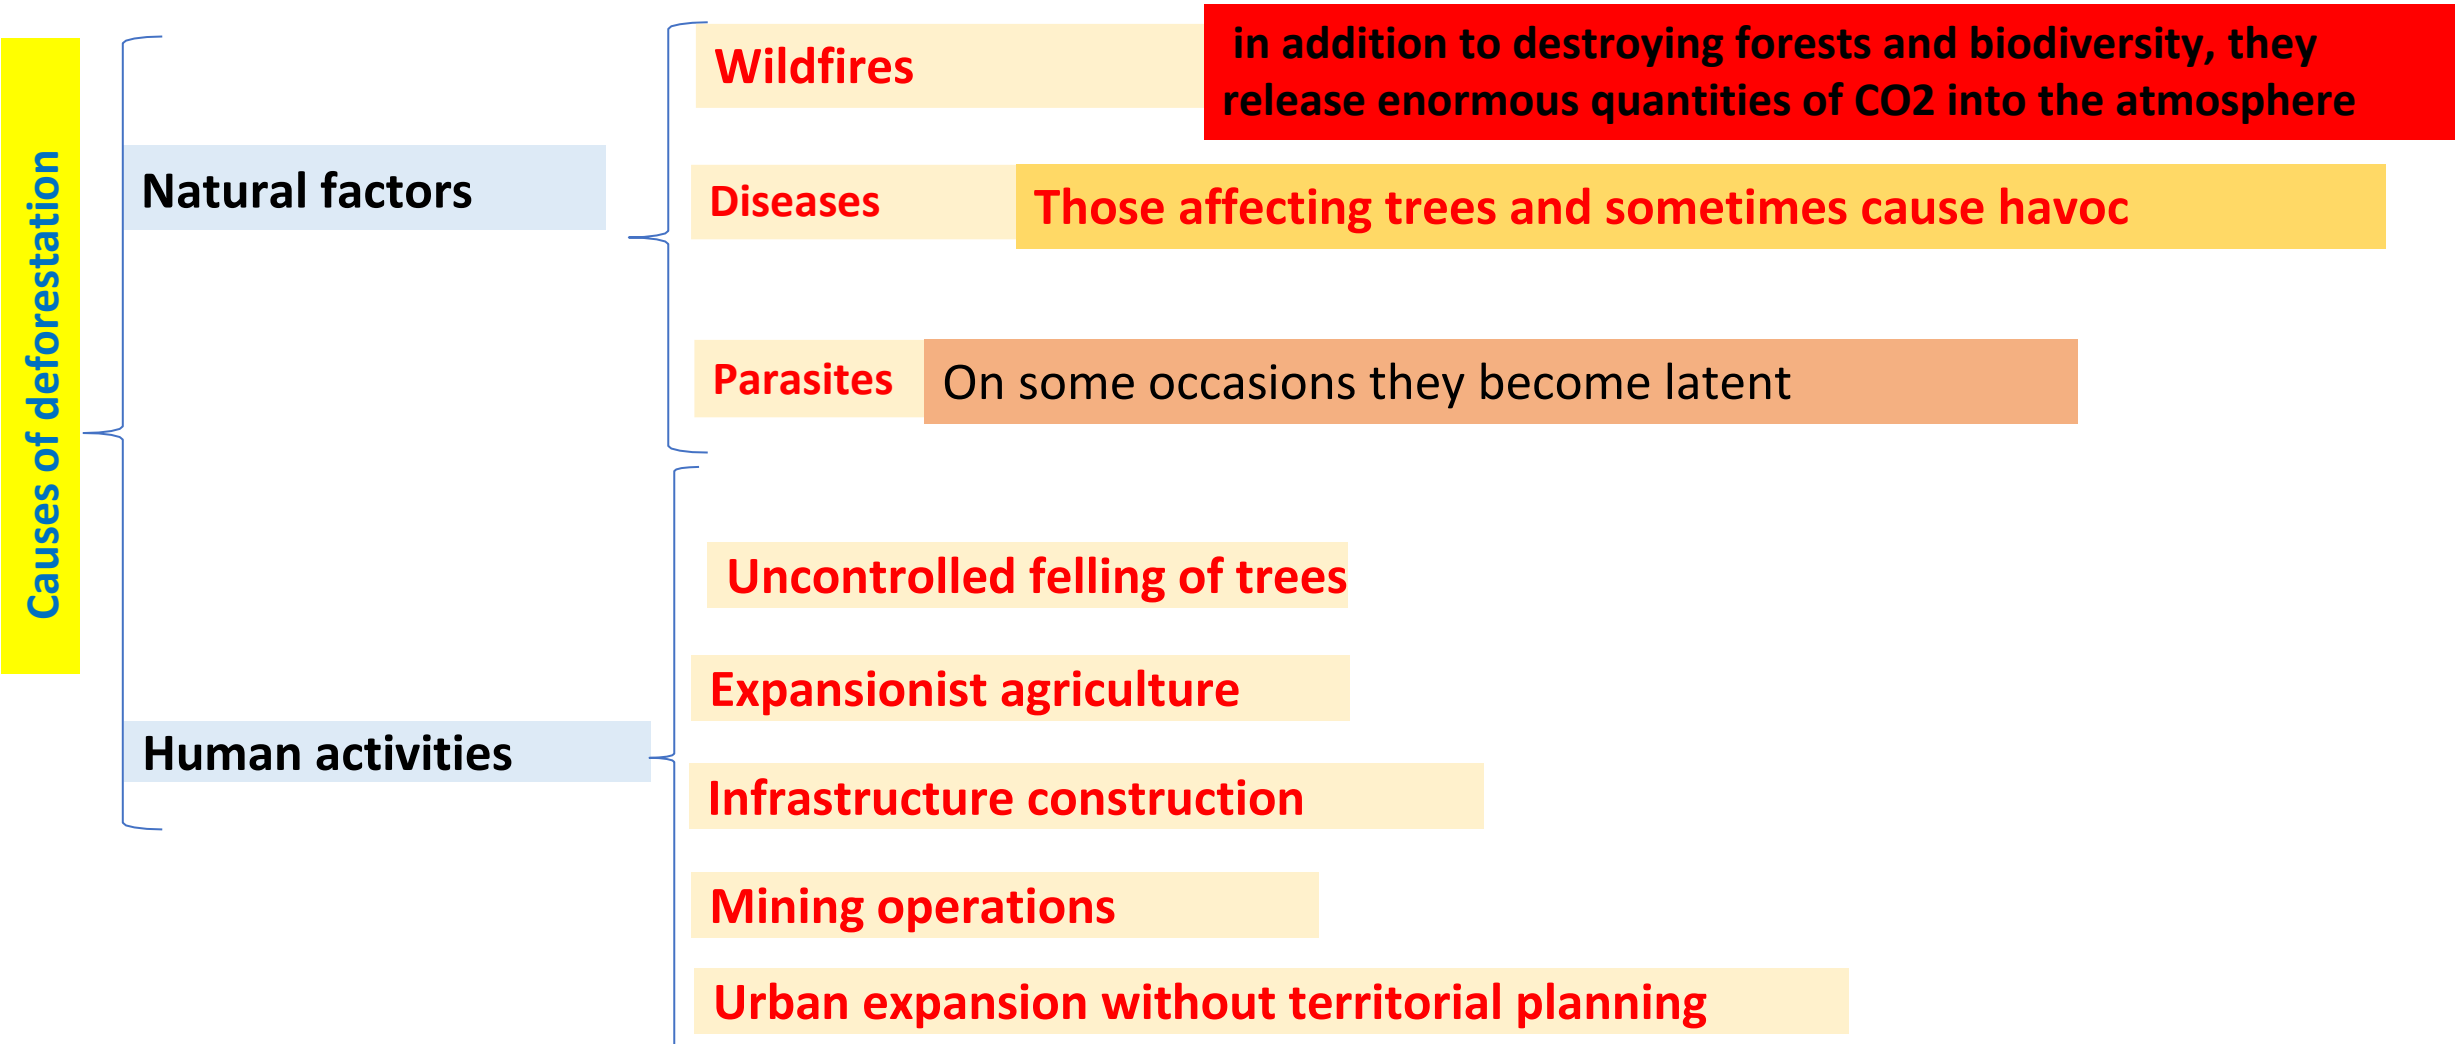 Causes of deforestation
Natural factors
Wildfires
in addition to destroying forests and biodiversity, they
release enormous quantities of CO2 into the atmosphere
Diseases
Those affecting trees and sometimes cause havoc
Parasites
On some occasions they become latent
Human activities
Uncontrolled felling of trees
Expansionist agriculture
Infrastructure construction
Mining operations
Urban expansion without territorial planning